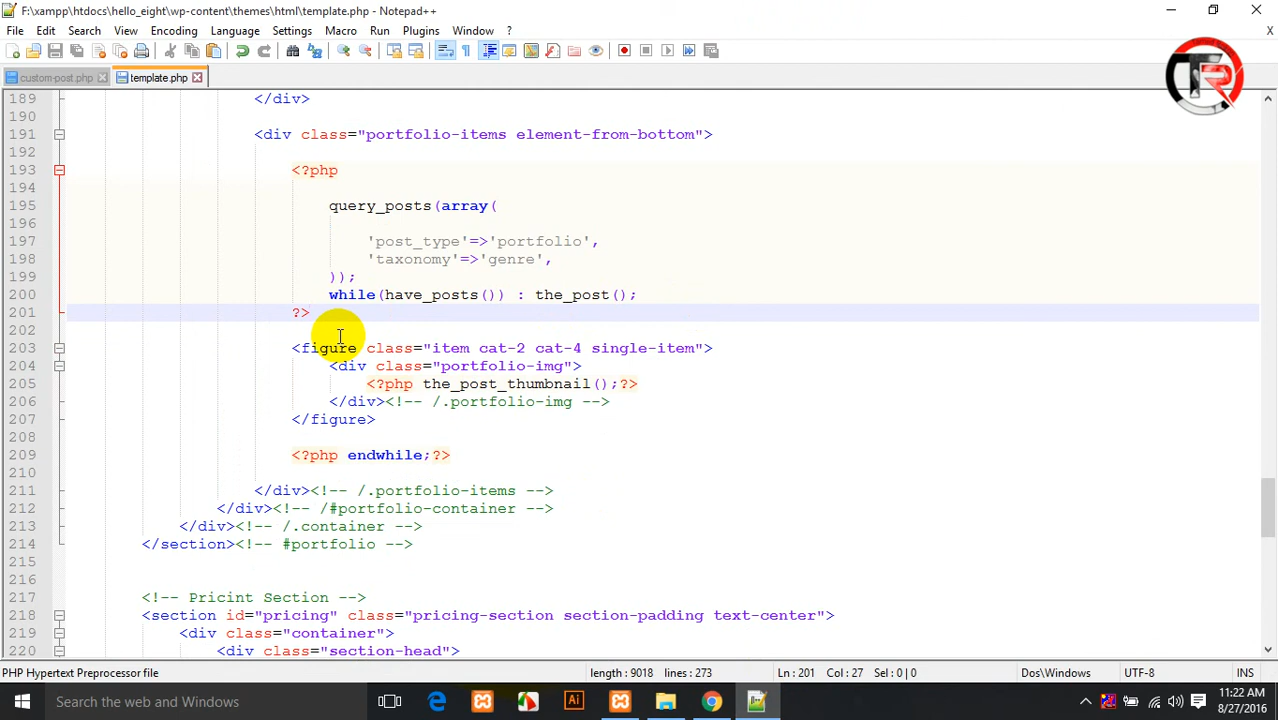 F:\xampp\htdocs\hello_eight\wp-content\themes\html\template.php - Notepad++
File Edit Search View Encoding Language Settings Macro Run Plugins Window ? X
custom-post.php template.php
189 </div>
190
191 <div class="portfolio-items element-from-bottom">
192
193 <?php
194
195 query_posts(array(
196
197 'post_type'=>'portfolio',
198 'taxonomy'=>'genre',
199 ));
200 while(have_posts()) : the_post();
201 ?>
202
203 <figure class="item cat-2 cat-4 single-item">
204 <div class="portfolio-img">
205 <?php the_post_thumbnail();?>
206 </div><!-- /.portfolio-img -->
207 </figure>
208
209 <?php endwhile;?>
210
211 </div><!-- /.portfolio-items -->
212 </div><!-- /#portfolio-container -->
213 </div><!-- /.container -->
214 </section><!-- #portfolio -->
215
216
217 <!-- Pricint Section -->
218 <section id="pricing" class="pricing-section section-padding text-center">
219 <div class="container">
220 <div class="section-head">
PHP Hypertext Preprocessor file length : 9018 lines : 273 Ln : 201 Col : 27 Sel : 0 | 0 Dos\Windows UTF-8 INS
Search the web and Windows
Ai
11:22 AM
8/27/2016